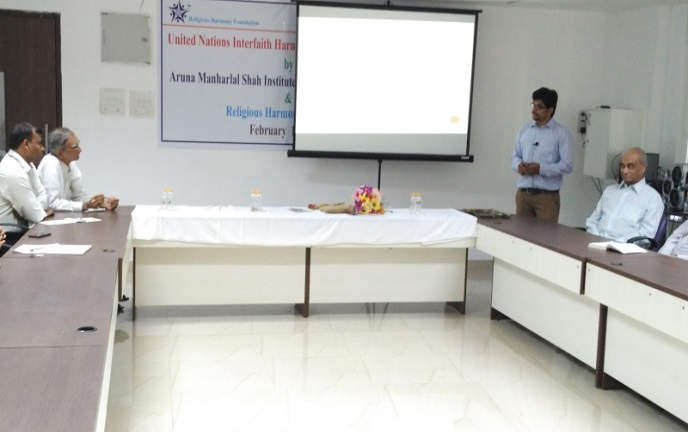 Religious Harmony Foundation
United Nations Interfaith Harm
by
Aruna Manharlal Shah Institute
&
Religious Harmo
February